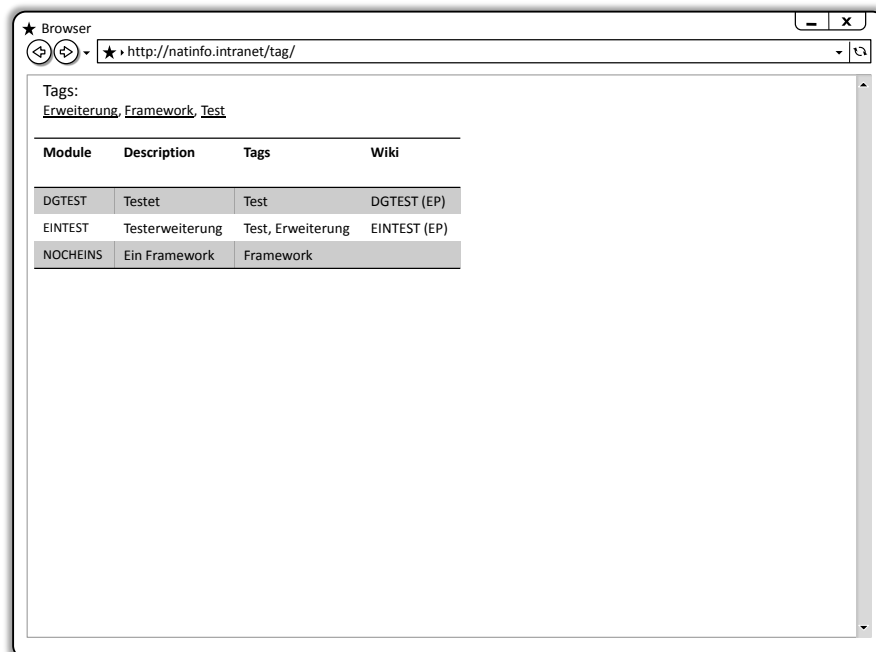 Browser
http://natinfo.intranet/tag/
Tags:
Erweiterung, Framework, Test
Module Description Tags Wiki
DGTEST Testet Test DGTEST (EP)
EINTEST Testerweiterung Test, Erweiterung EINTEST (EP)
NOCHEINS Ein Framework Framework